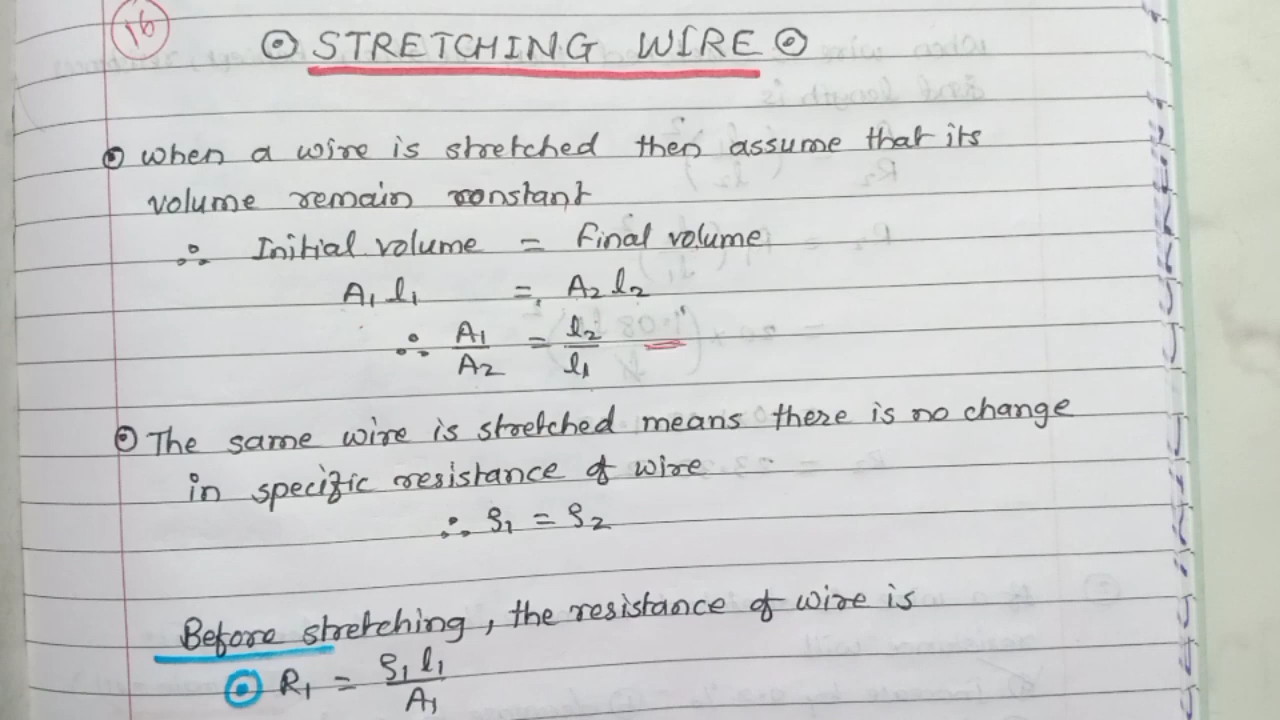 16
⊙ STRETCHING WIRE ⊙
⊙ when a wire is stretched then assume that its
volume remain constant
∴ Initial volume = final volume
A₁ l₁ = A₂ l₂
∴ A₁/A₂ = l₂/l₁
⊙ The same wire is stretched means there is no change
in specific resistance of wire
∴ ρ₁ = ρ₂
Before stretching, the resistance of wire is
⊙ R₁ = ρ₁ l₁/A₁